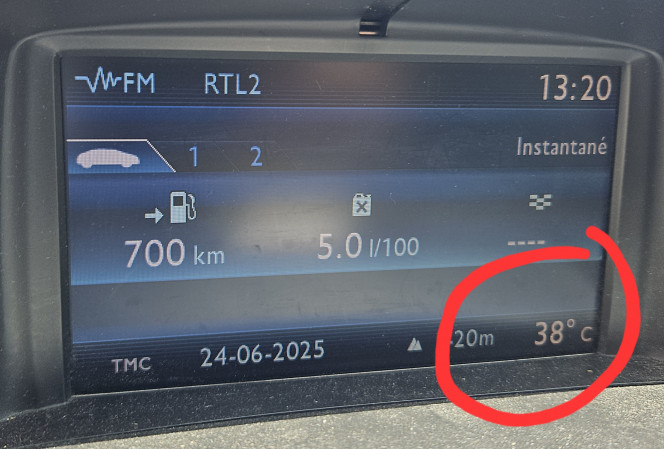 FM RTL2 13:20
1 2 Instantané
700 km 5.0 l/100 ----
TMC 24-06-2025 20m 38°C